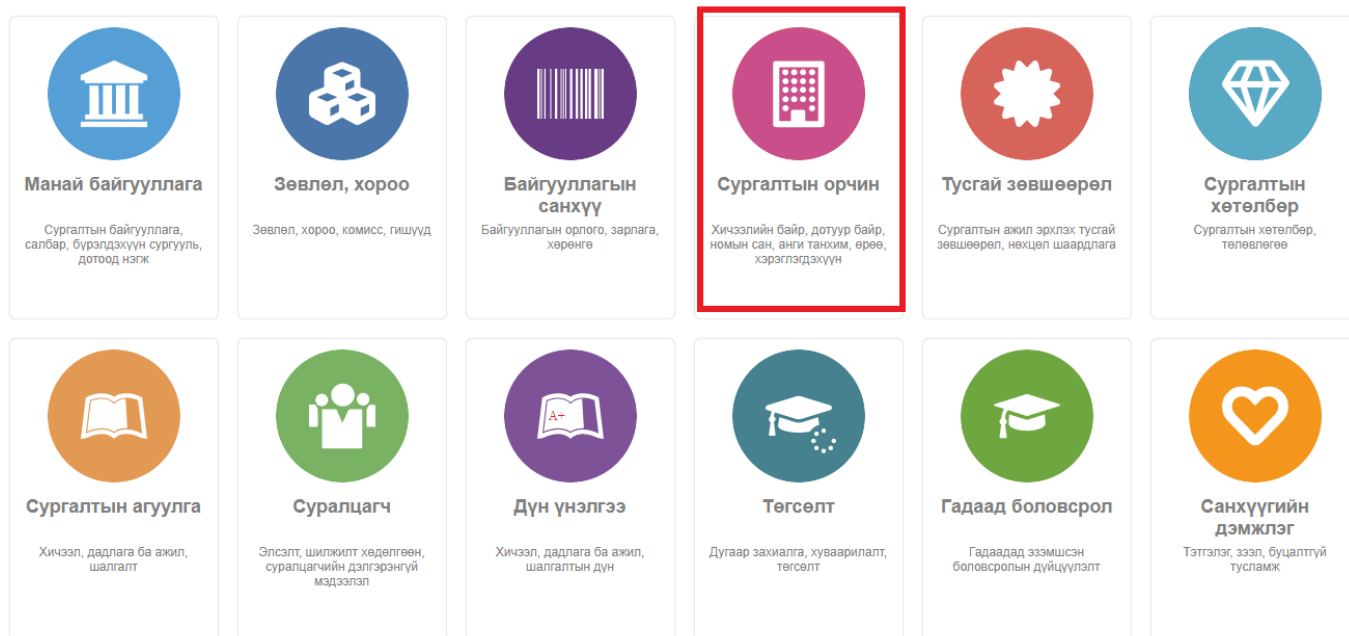 Манай байгууллага
Сургалтын байгууллага,
салбар, бүрэлдэхүүн сургууль,
дотоод нэгж
Зөвлөл, хороо
Зөвлөл, хороо, комисс, гишүүд
Байгууллагын
санхүү
Байгууллагын орлого, зарлага,
хөрөнгө
Сургалтын орчин
Хичээлийн байр, дотуур байр,
номын сан, анги танхим, өрөө,
хэрэглэгдэхүүн
Тусгай зөвшөөрөл
Сургалтын ажил эрхлэх тусгай
зөвшөөрөл, нөхцөл шаардлага
Сургалтын
хөтөлбөр
Сургалтын хөтөлбөр,
төлөвлөгөө
Сургалтын агуулга
Хичээл, дадлага ба ажил,
шалгалт
Суралцагч
Элсэлт, шилжилт хөдөлгөөн,
суралцагчийн дэлгэрэнгүй
мэдээлэл
A+
Дүн үнэлгээ
Хичээл, дадлага ба ажил,
шалгалтын дүн
Төгсөлт
Дугаар захиалга, хуваарилалт,
төгсөлт
Гадаад боловсрол
Гадаадад эзэмшсэн
боловсролын дүйцүүлэлт
Санхүүгийн
дэмжлэг
Тэтгэлэг, зээл, буцалтгүй
тусламж